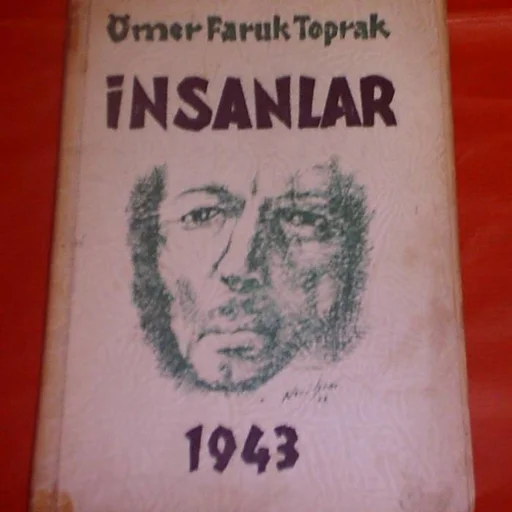 Ömer Faruk Toprak
İNSANLAR
1943